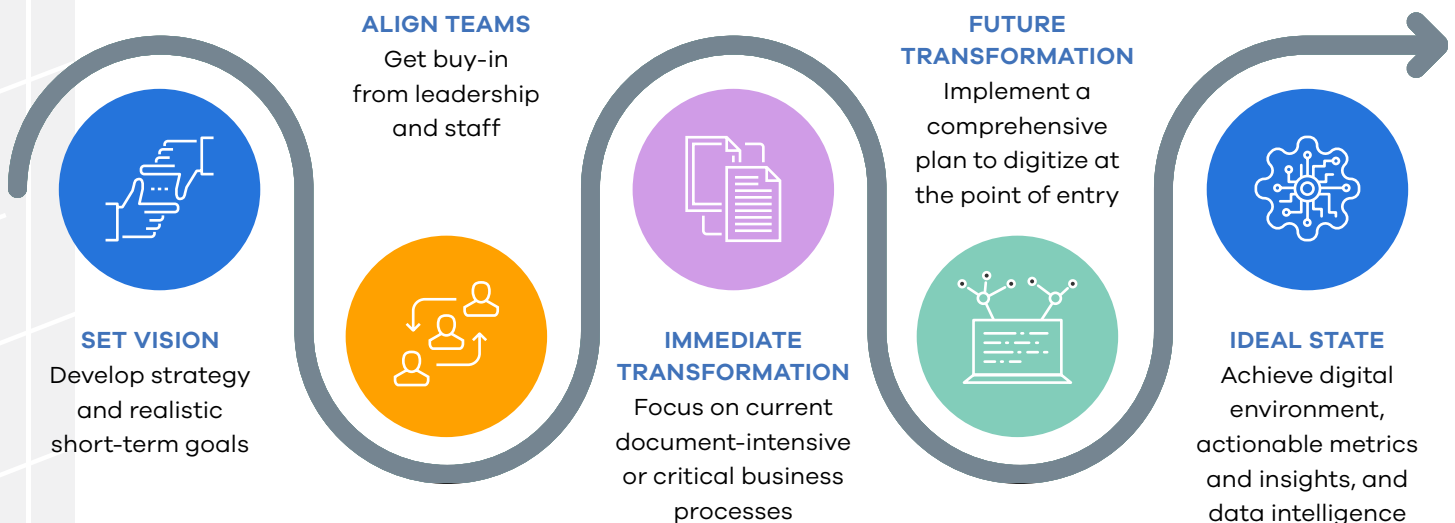 SET VISION
Develop strategy
and realistic
short-term goals
ALIGN TEAMS
Get buy-in
from leadership
and staff
IMMEDIATE
TRANSFORMATION
Focus on current
document-intensive
or critical business
processes
FUTURE
TRANSFORMATION
Implement a
comprehensive
plan to digitize at
the point of entry
IDEAL STATE
Achieve digital
environment,
actionable metrics
and insights, and
data intelligence